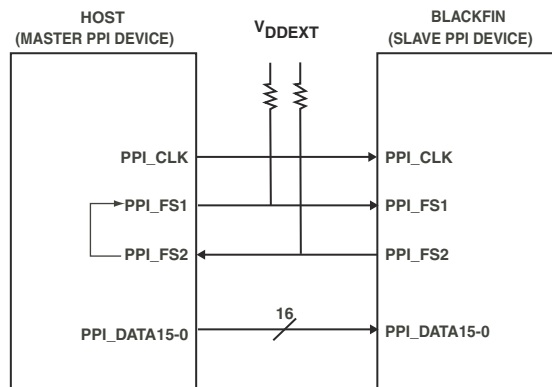 HOST
(MASTER PPI DEVICE)
VDDEXT
BLACKFIN
(SLAVE PPI DEVICE)
PPI_CLK
PPI_CLK
PPI_FS1
PPI_FS1
PPI_FS2
PPI_FS2
16
PPI_DATA15-0
PPI_DATA15-0